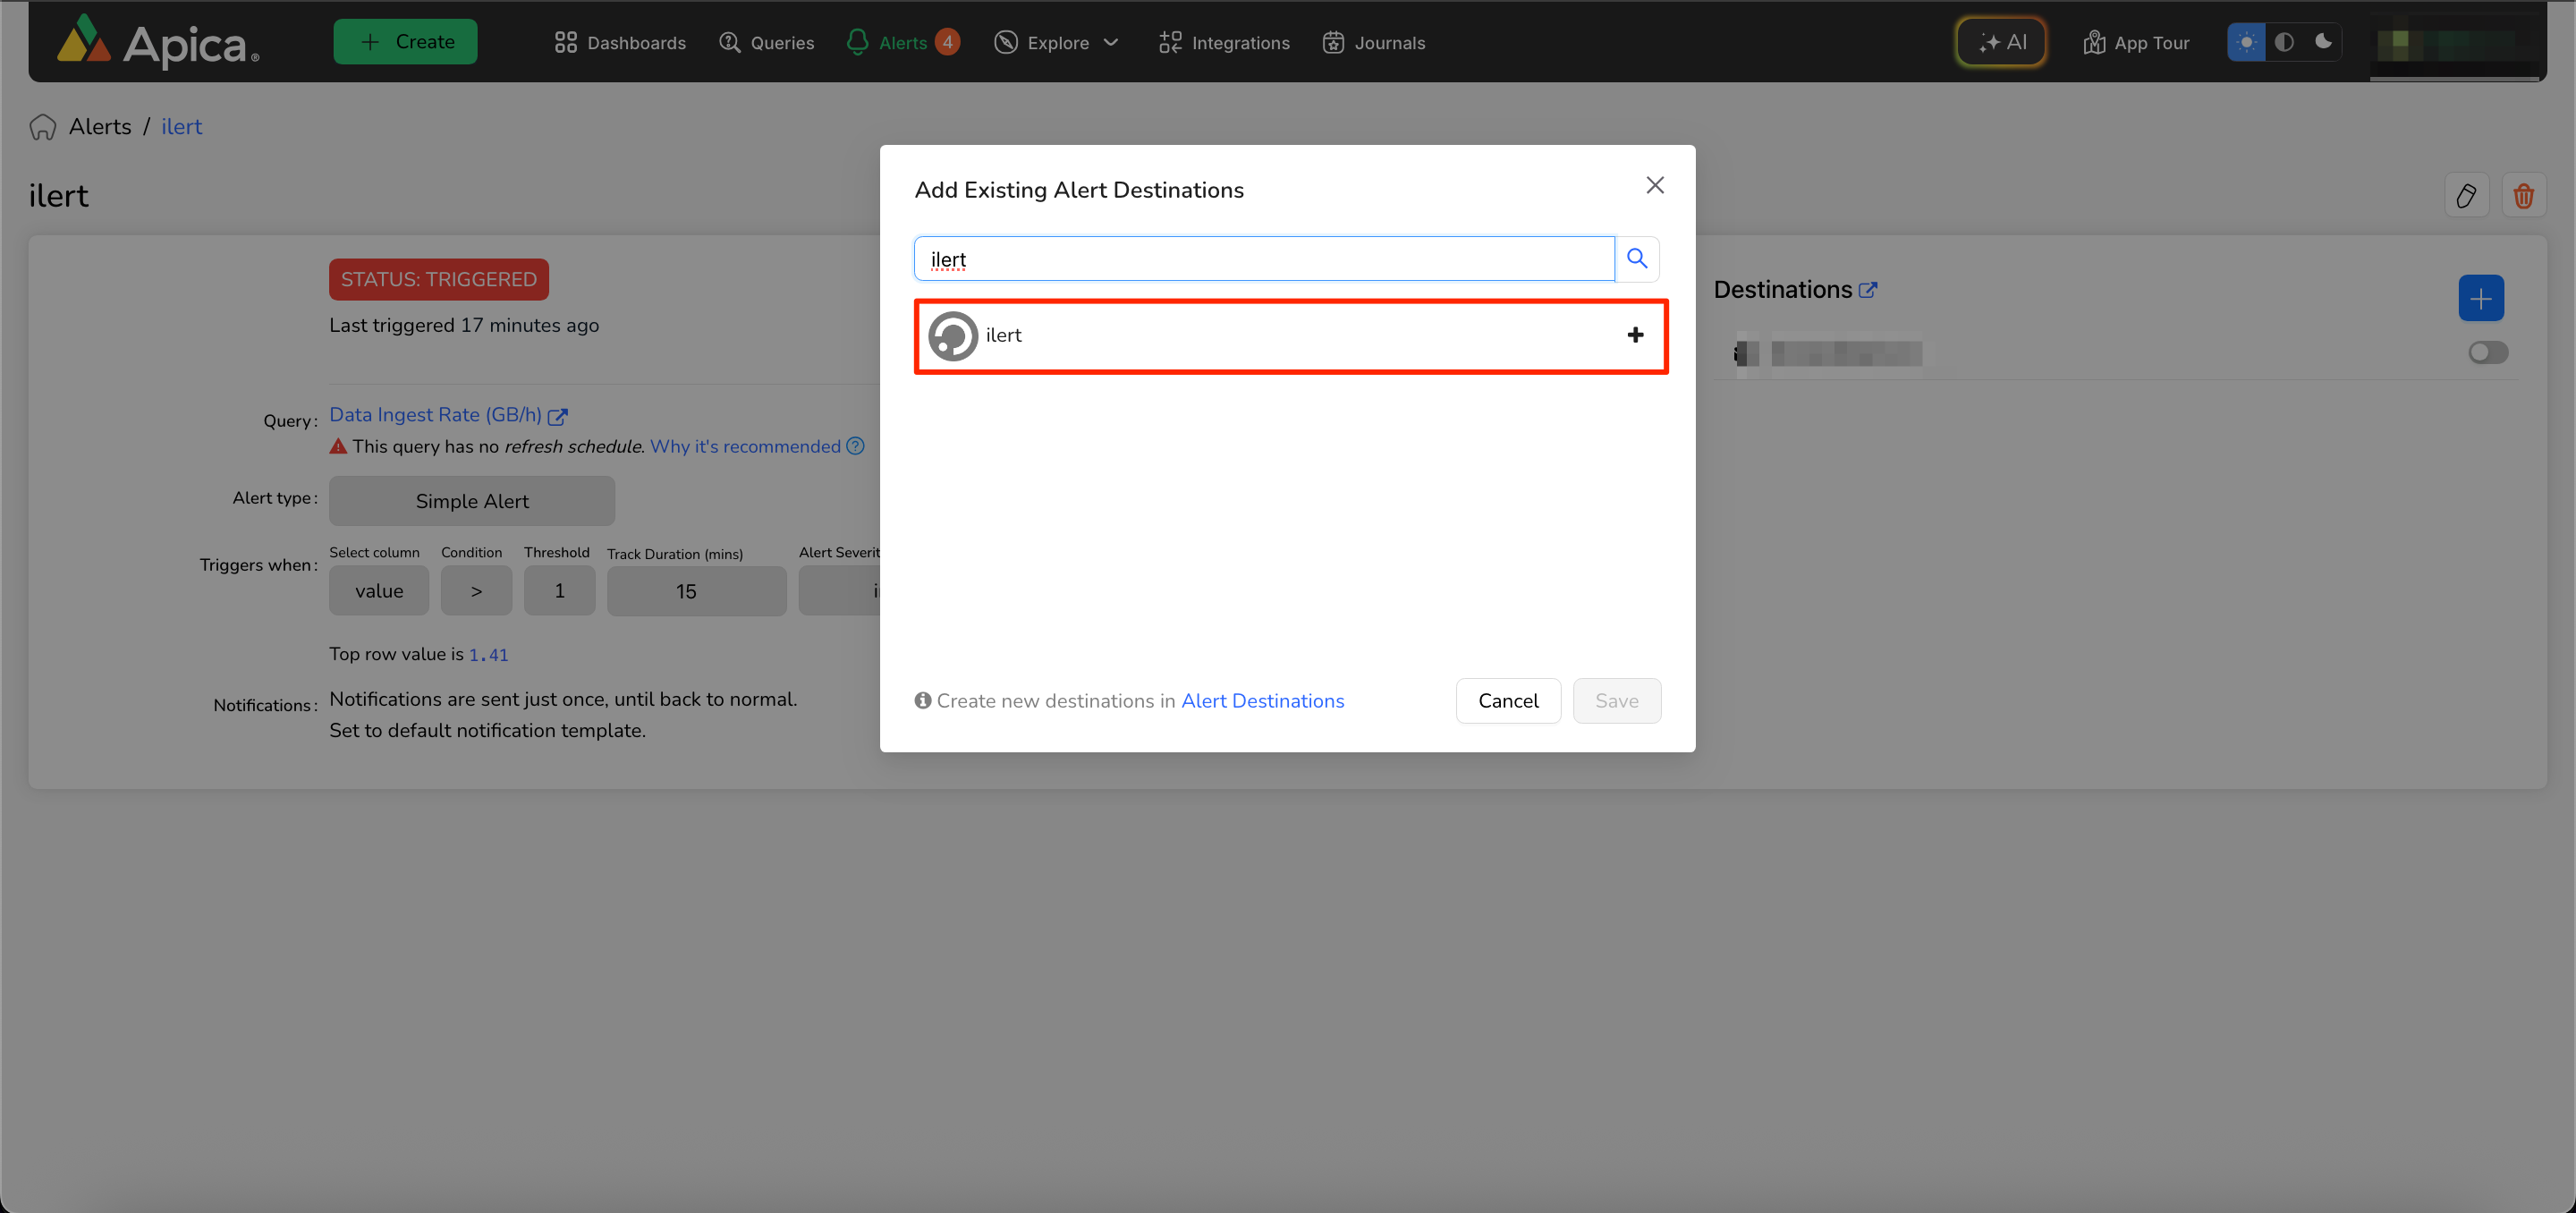 Apica®
+ Create
Dashboards
Queries
Alerts 4
Explore
Integrations
Journals
AI
App Tour
Alerts / ilert
ilert
STATUS: TRIGGERED
Last triggered 17 minutes ago
Query:
Data Ingest Rate (GB/h)
This query has no refresh schedule. Why it's recommended
Alert type:
Simple Alert
Triggers when:
Select column Condition Threshold Track Duration (mins)
value > 1 15
Top row value is 1.41
Notifications:
Notifications are sent just once, until back to normal.
Set to default notification template.
Add Existing Alert Destinations
ilert
ilert
Create new destinations in Alert Destinations
Cancel
Save
Destinations